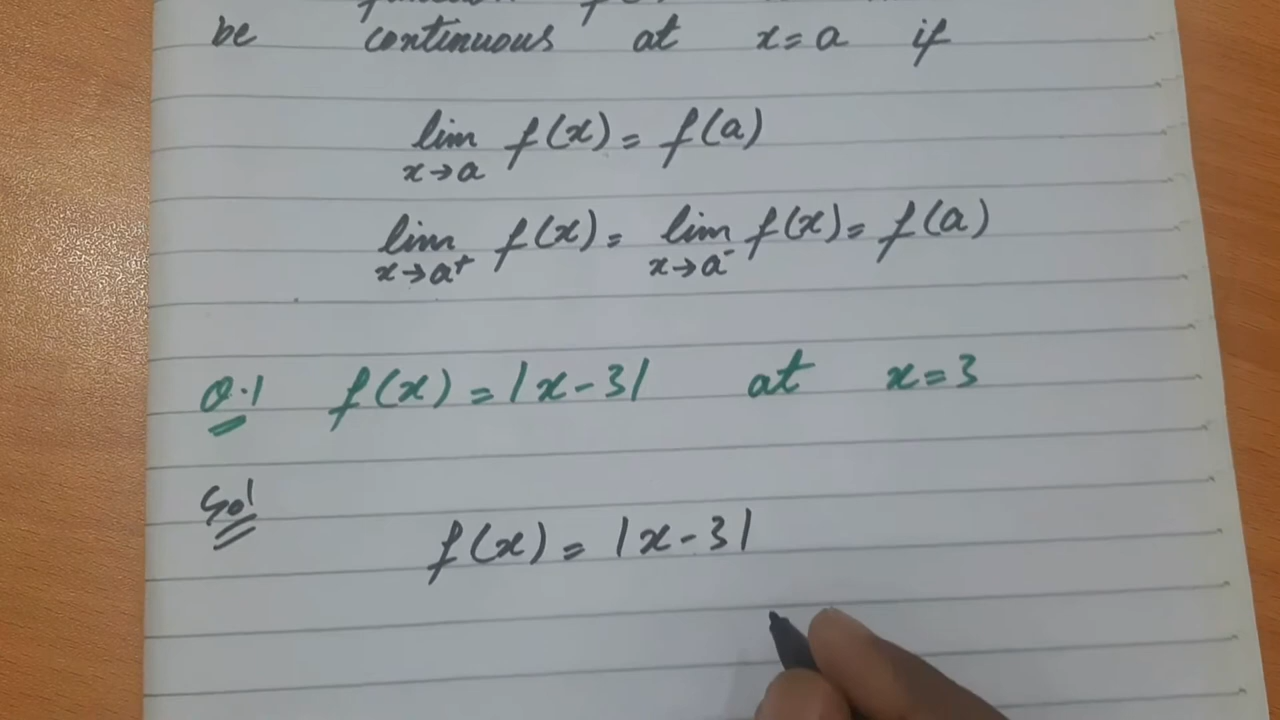 be continuous at x=a if
lim f(x) = f(a)
x→a
lim f(x) = lim f(x) = f(a)
x→a⁺ x→a⁻
Q.1 f(x) = |x-3| at x=3
Sol
f(x) = |x-3|